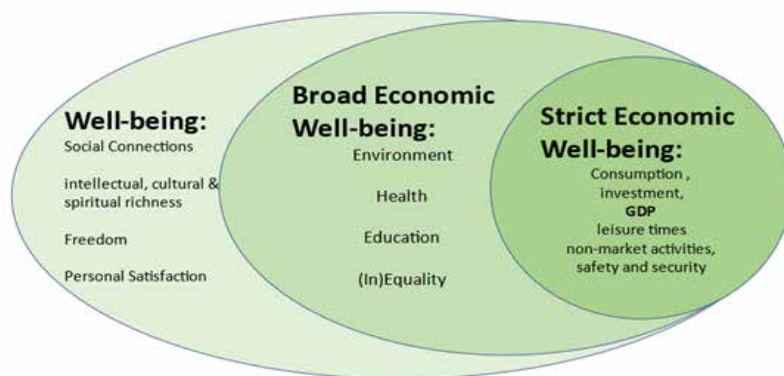 Well-being:
Social Connections
intellectual, cultural &
spiritual richness
Freedom
Personal Satisfaction
Broad Economic
Well-being:
Environment
Health
Education
(In)Equality
Strict Economic
Well-being:
Consumption ,
investment,
GDP
leisure times
non-market activities,
safety and security